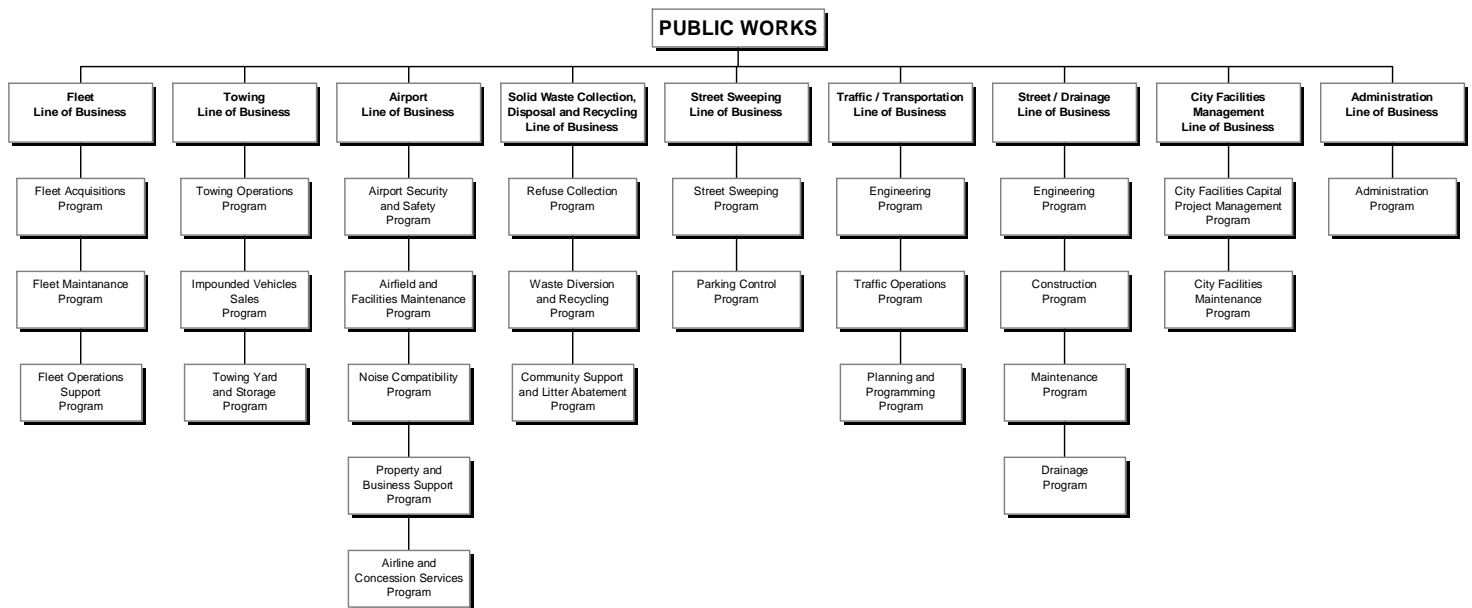 PUBLIC WORKS
Fleet
Line of Business
Towing
Line of Business
Airport
Line of Business
Solid Waste Collection,
Disposal and Recycling
Line of Business
Street Sweeping
Line of Business
Traffic / Transportation
Line of Business
Street / Drainage
Line of Business
City Facilities
Management
Line of Business
Administration
Line of Business
Fleet Acquisitions
Program
Towing Operations
Program
Airport Security
and Safety
Program
Refuse Collection
Program
Street Sweeping
Program
Engineering
Program
Engineering
Program
City Facilities Capital
Project Management
Program
Administration
Program
Fleet Maintanance
Program
Impounded Vehicles
Sales
Program
Airfield and
Facilities Maintenance
Program
Waste Diversion
and Recycling
Program
Parking Control
Program
Traffic Operations
Program
Construction
Program
City Facilities
Maintenance
Program
Fleet Operations
Support
Program
Towing Yard
and Storage
Program
Noise Compatibility
Program
Community Support
and Litter Abatement
Program
Planning and
Programming
Program
Maintenance
Program
Property and
Business Support
Program
Drainage
Program
Airline and
Concession Services
Program